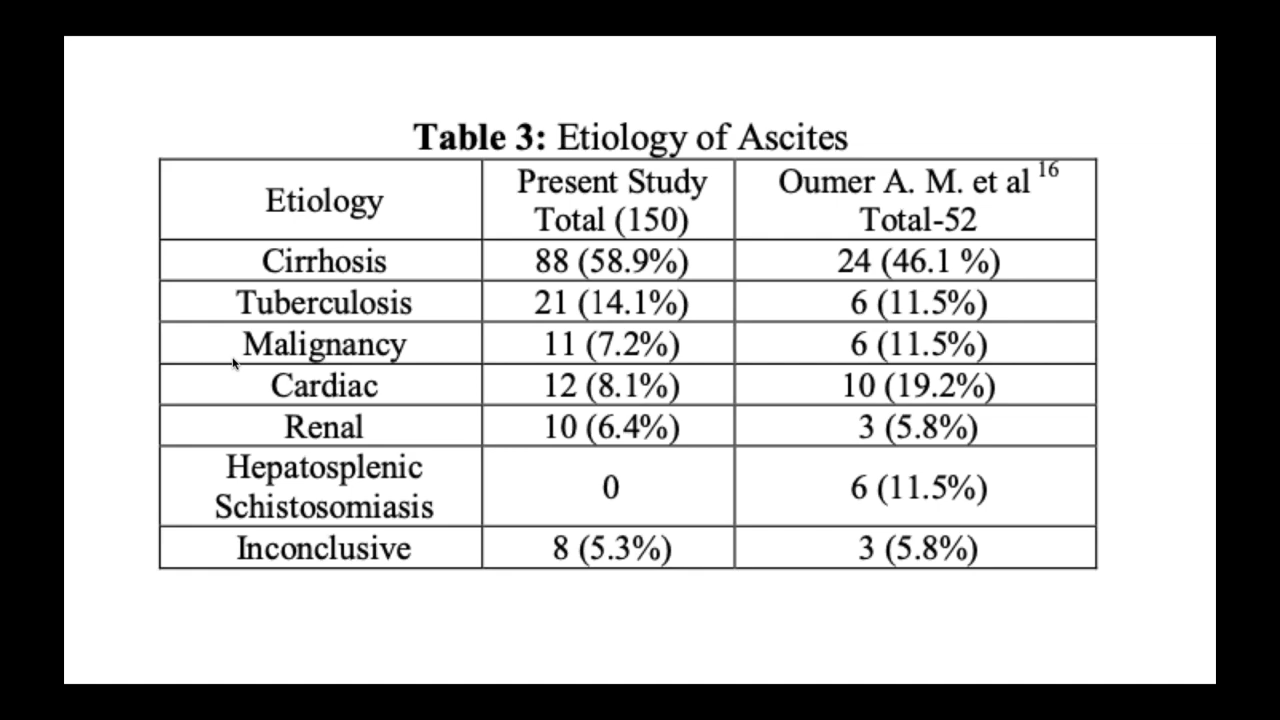 Table 3: Etiology of Ascites
Etiology
Present Study
Total (150)
Oumer A. M. et al 16
Total-52
Cirrhosis 88 (58.9%) 24 (46.1 %)
Tuberculosis 21 (14.1%) 6 (11.5%)
Malignancy 11 (7.2%) 6 (11.5%)
Cardiac 12 (8.1%) 10 (19.2%)
Renal 10 (6.4%) 3 (5.8%)
Hepatosplenic
Schistosomiasis
0 6 (11.5%)
Inconclusive 8 (5.3%) 3 (5.8%)